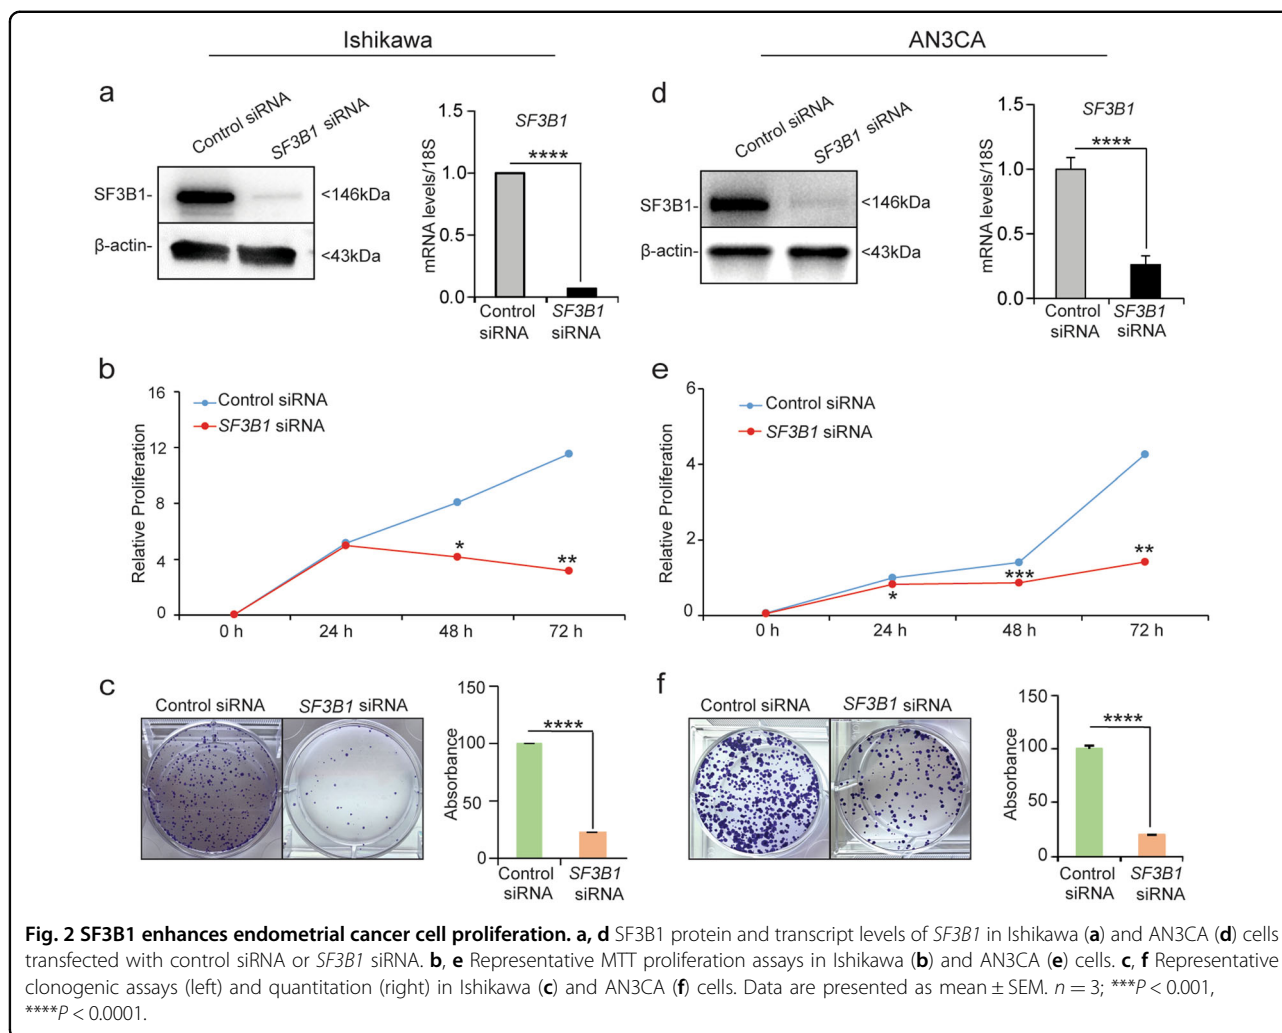 Ishikawa
AN3CA
a
Control siRNA
SF3B1 siRNA
SF3B1-
<146kDa
β-actin-
<43kDa
mRNA levels/18S
1.5
1.0
0.5
0.0
SF3B1
****
Control
siRNA
SF3B1
siRNA
d
Control siRNA
SF3B1 siRNA
SF3B1-
<146kDa
β-actin-
<43kDa
mRNA levels/18S
1.5
1.0
0.5
0.0
SF3B1
****
Control
siRNA
SF3B1
siRNA
b
Relative Proliferation
16
12
8
4
0
Control siRNA
SF3B1 siRNA
*
**
0 h
24 h
48 h
72 h
e
Relative Proliferation
6
4
2
0
Control siRNA
SF3B1 siRNA
*
***
**
0 h
24 h
48 h
72 h
c
Control siRNA
SF3B1 siRNA
Absorbance
150
100
50
0
****
Control
siRNA
SF3B1
siRNA
f
Control siRNA
SF3B1 siRNA
Absorbance
150
100
50
0
****
Control
siRNA
SF3B1
siRNA
Fig. 2 SF3B1 enhances endometrial cancer cell proliferation. a, d SF3B1 protein and transcript levels of SF3B1 in Ishikawa (a) and AN3CA (d) cells
transfected with control siRNA or SF3B1 siRNA. b, e Representative MTT proliferation assays in Ishikawa (b) and AN3CA (e) cells. c, f Representative
clonogenic assays (left) and quantitation (right) in Ishikawa (c) and AN3CA (f) cells. Data are presented as mean ± SEM. n = 3; ***P < 0.001,
****P < 0.0001.